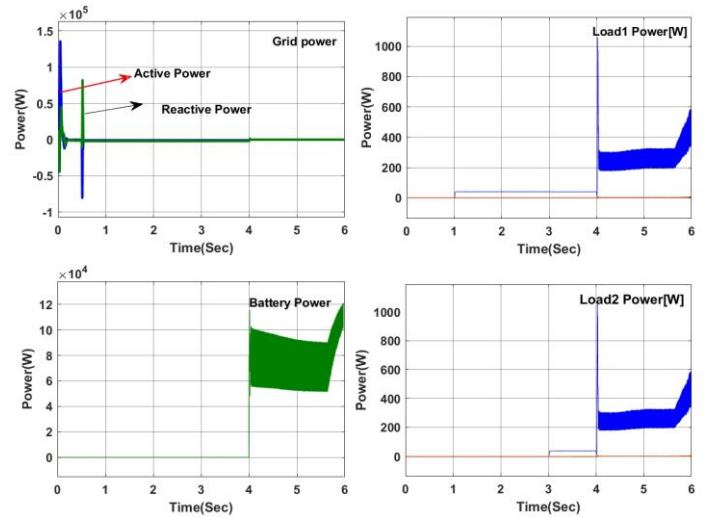 ×10⁵
1.5
Grid power
1
Active Power
0.5
Reactive Power
0
-0.5
-1
Power(W)
0 1 2 3 4 5 6
Time(Sec)
Load1 Power[W]
1000
800
600
400
200
0
Power(W)
0 1 2 3 4 5 6
Time(Sec)
×10⁴
Battery Power
12
10
8
6
4
2
0
Power(W)
0 1 2 3 4 5 6
Time(Sec)
Load2 Power[W]
1000
800
600
400
200
0
Power(W)
0 1 2 3 4 5 6
Time(Sec)